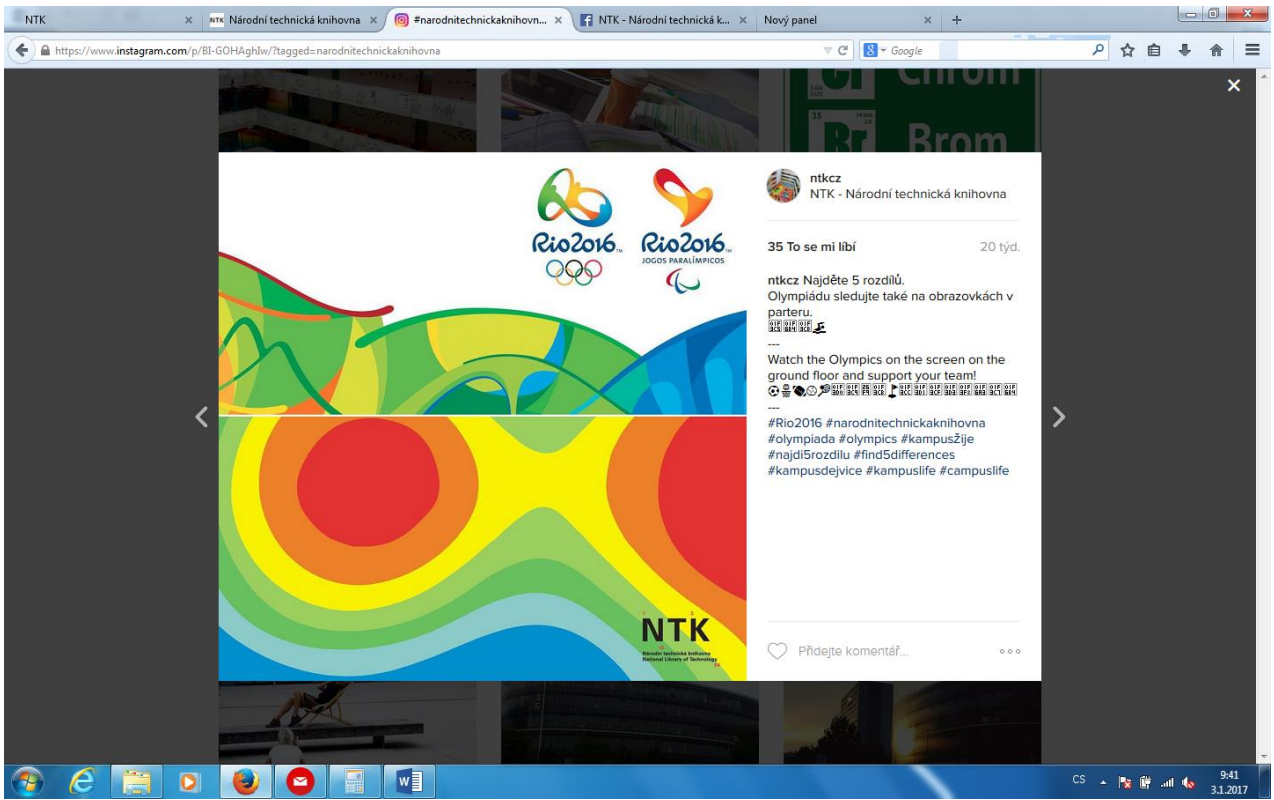 NTK
NTK Národní technická knihovna
#narodnitechnickaknihovn...
NTK - Národní technická k...
Nový panel
https://www.instagram.com/p/BI-GOHAghIw/?tagged=narodnitechnickaknihovna
Google
Chrom
35
Br
Brom
Rio2016
Rio2016
JOGOS PARALÍMPICOS
NTK
Národní technická knihovna
National Library of Technology
ntkcz
NTK - Národní technická knihovna
35 To se mi líbí
20 týd.
ntkcz Najděte 5 rozdílů.
Olympiádu sledujte také na obrazovkách v
parteru.
---
Watch the Olympics on the screen on the
ground floor and support your team!
---
#Rio2016 #narodnitechnickaknihovna
#olympiada #olympics #kampusžije
#najdi5rozdilu #find5differences
#kampusdejvice #kampuslife #campuslife
Přidejte komentář...
CS
9:41
3.1.2017